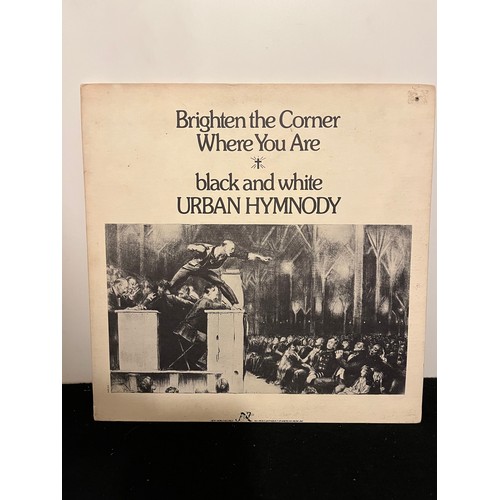 Brighten the Corner
Where You Are
black and white
URBAN HYMNODY